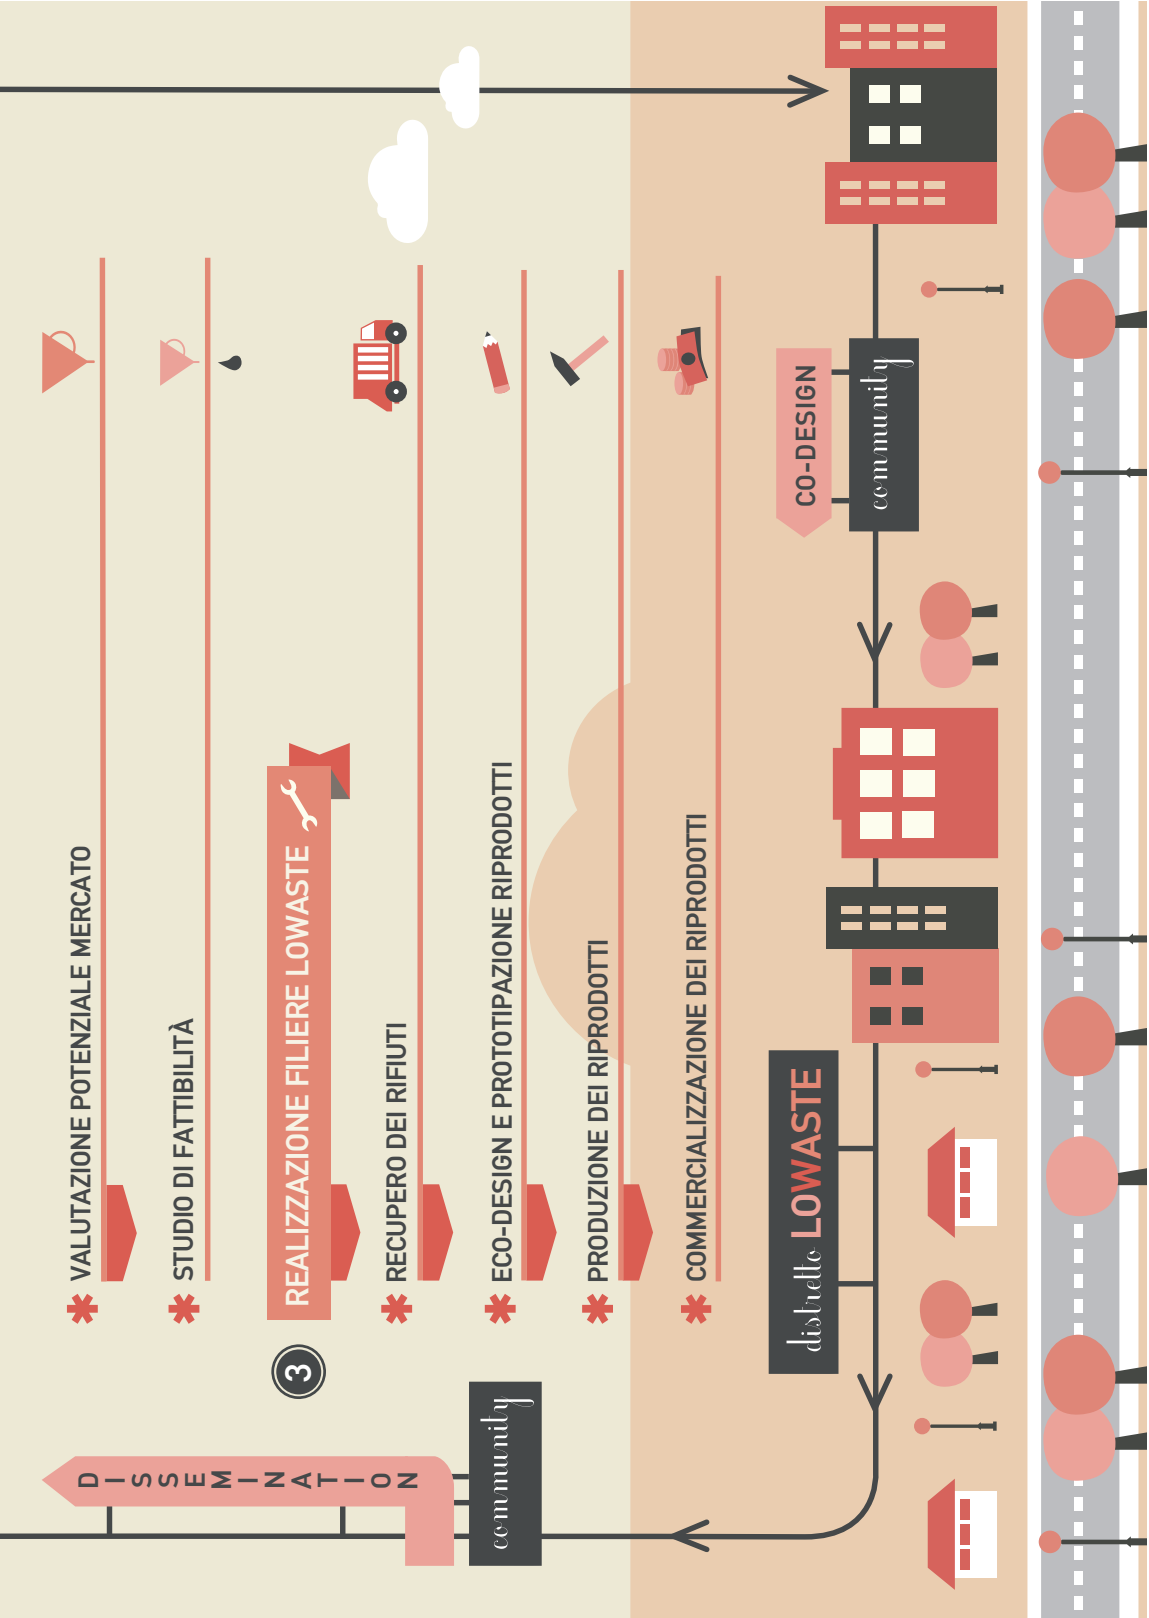 VALUTAZIONE POTENZIALE MERCATO
STUDIO DI FATTIBILITÀ
3
REALIZZAZIONE FILIERE LOWASTE
RECUPERO DEI RIFIUTI
ECO-DESIGN E PROTOTIPAZIONE RIPRODOTTI
PRODUZIONE DEI RIPRODOTTI
COMMERCIALIZZAZIONE DEI RIPRODOTTI
DISSEMINATION
community
distretto LOWASTE
CO-DESIGN
community